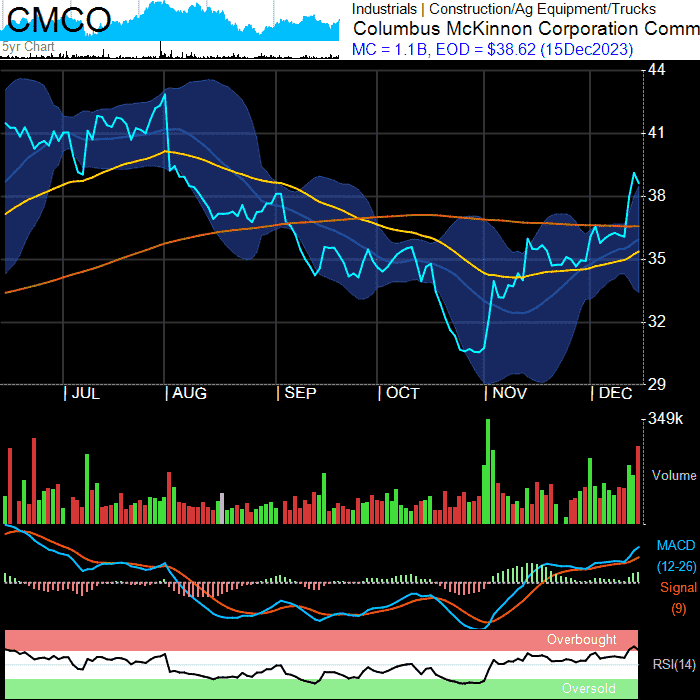 CMCO
5yr Chart
Industrials | Construction/Ag Equipment/Trucks
Columbus McKinnon Corporation Comm
MC = 1.1B, EOD = $38.62 (15Dec2023)
44
41
38
35
32
29
| JUL | AUG | SEP | OCT | NOV | DEC
349k
Volume
MACD
(12-26)
Signal
(9)
Overbought
RSI(14)
Oversold